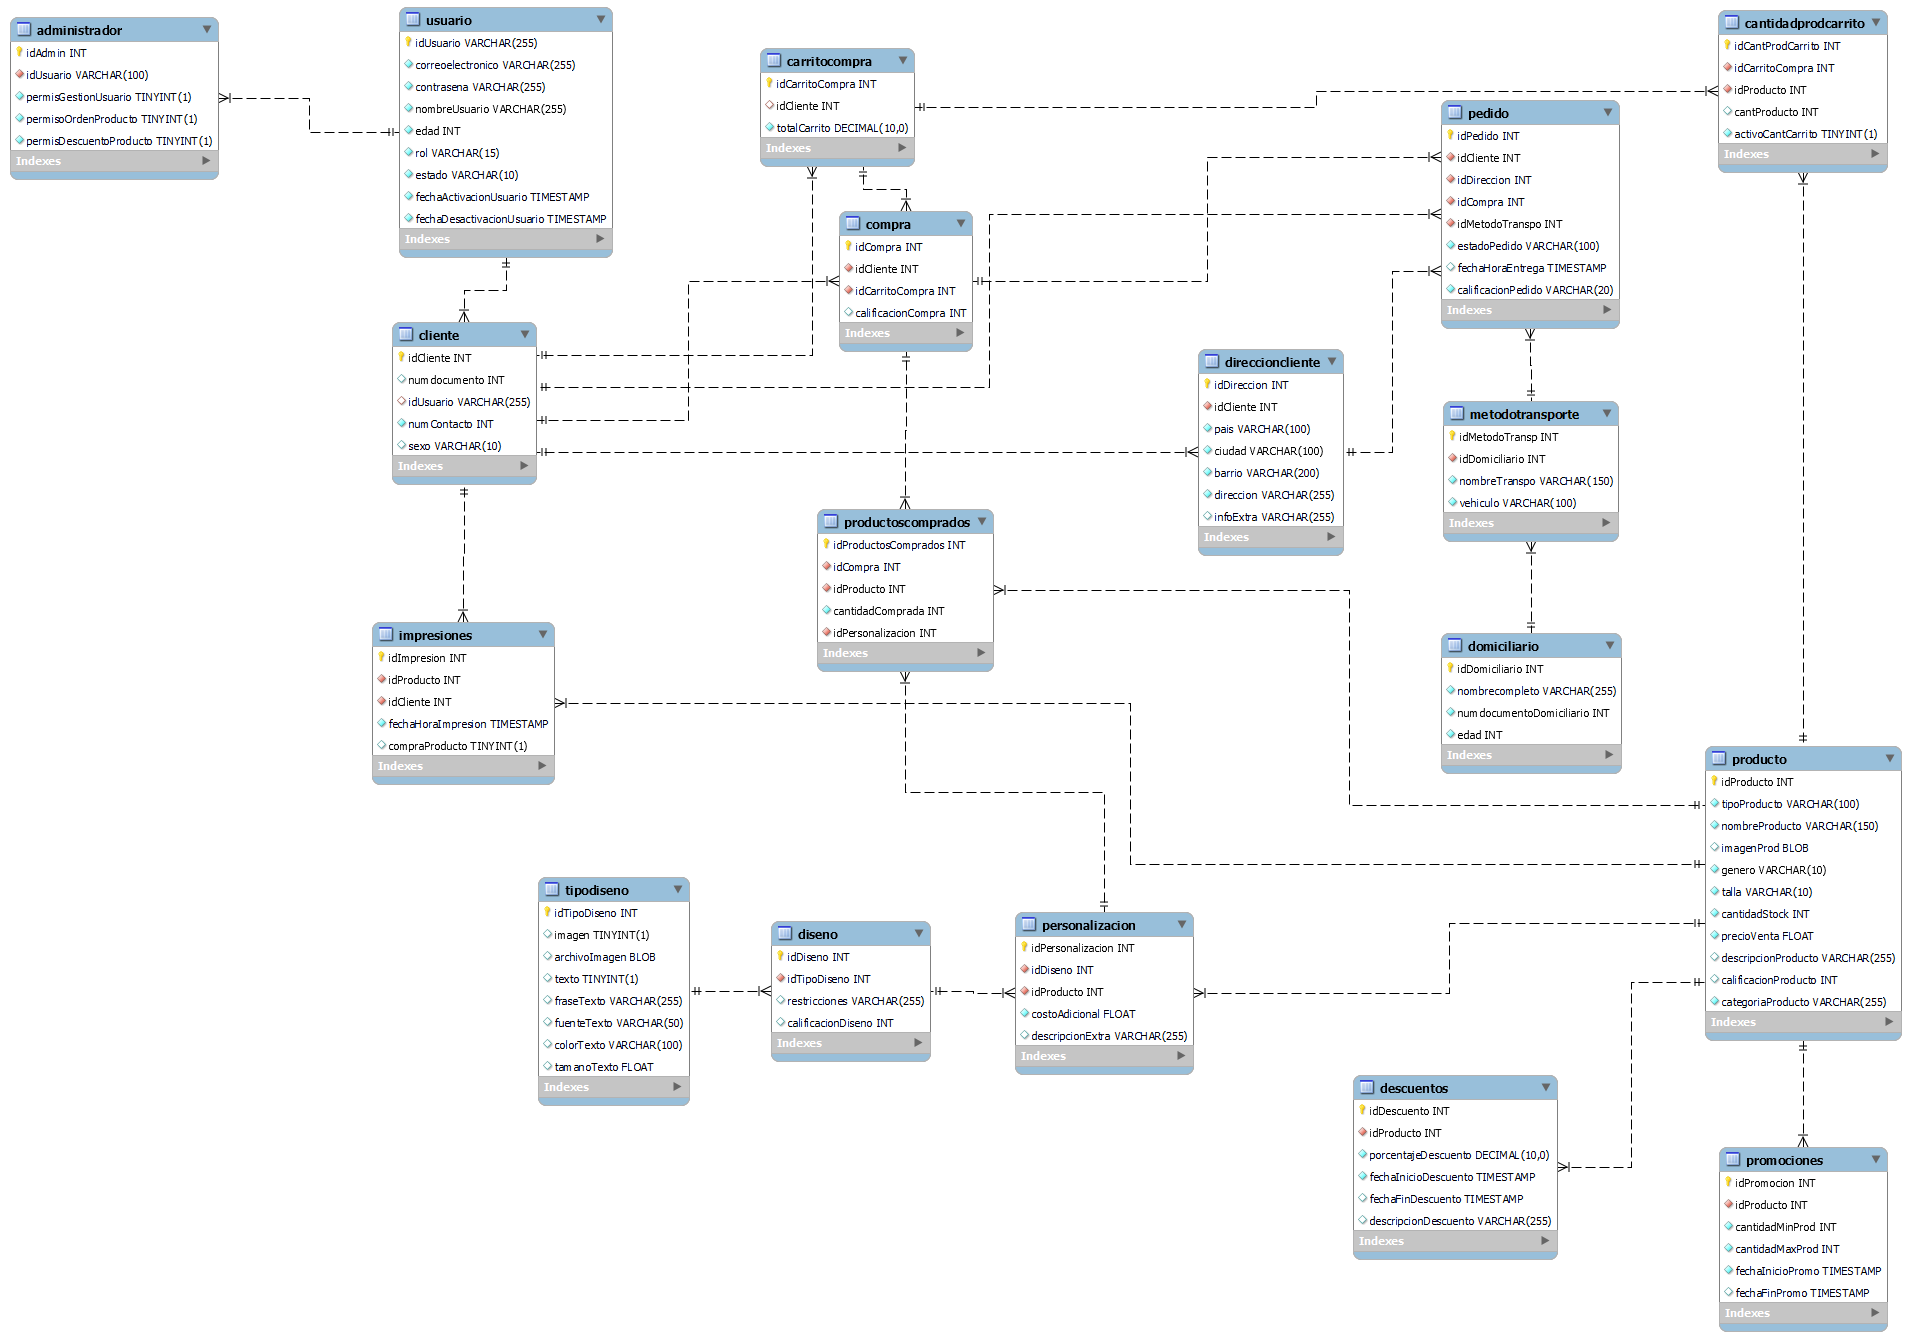 administrador
idAdmin INT
idUsuario VARCHAR(100)
permisGestionUsuario TINYINT(1)
permisoOrdenProducto TINYINT(1)
permisDescuentoProducto TINYINT(1)
Indexes
usuario
idUsuario VARCHAR(255)
correoelectronico VARCHAR(255)
contrasena VARCHAR(255)
nombreUsuario VARCHAR(255)
edad INT
rol VARCHAR(15)
estado VARCHAR(10)
fechaActivacionUsuario TIMESTAMP
fechaDesactivacionUsuario TIMESTAMP
Indexes
carritocompra
idCarritoCompra INT
idCliente INT
totalCarrito DECIMAL(10,0)
Indexes
cantidadprodcarrito
idCantProdCarrito INT
idCarritoCompra INT
idProducto INT
cantProducto INT
activoCantCarrito TINYINT(1)
Indexes
pedido
idPedido INT
idCliente INT
idDireccion INT
idCompra INT
idMetodoTranspo INT
estadoPedido VARCHAR(100)
fechaHoraEntrega TIMESTAMP
calificacionPedido VARCHAR(20)
Indexes
compra
idCompra INT
idCliente INT
idCarritoCompra INT
calificacionCompra INT
Indexes
cliente
idCliente INT
numdocumento INT
idUsuario VARCHAR(255)
numContacto INT
sexo VARCHAR(10)
Indexes
direccioncliente
idDireccion INT
idCliente INT
pais VARCHAR(100)
ciudad VARCHAR(100)
barrio VARCHAR(200)
direccion VARCHAR(255)
infoExtra VARCHAR(255)
Indexes
metodotransporte
idMetodoTransp INT
idDomiciliario INT
nombreTranspo VARCHAR(150)
vehiculo VARCHAR(100)
Indexes
productoscomprados
idProductosComprados INT
idCompra INT
idProducto INT
cantidadComprada INT
idPersonalizacion INT
Indexes
impresiones
idImpresion INT
idProducto INT
idCliente INT
fechaHoraImpresion TIMESTAMP
compraProducto TINYINT(1)
Indexes
domiciliario
idDomiciliario INT
nombrecompleto VARCHAR(255)
numdocumentoDomiciliario INT
edad INT
Indexes
producto
idProducto INT
tipoProducto VARCHAR(100)
nombreProducto VARCHAR(150)
imagenProd BLOB
genero VARCHAR(10)
talla VARCHAR(10)
cantidadStock INT
precioVenta FLOAT
descripcionProducto VARCHAR(255)
calificacionProducto INT
categoriaProducto VARCHAR(255)
Indexes
tipodiseno
idTipoDiseno INT
imagen TINYINT(1)
archivoImagen BLOB
texto TINYINT(1)
fraseTexto VARCHAR(255)
fuenteTexto VARCHAR(50)
colorTexto VARCHAR(100)
tamanoTexto FLOAT
Indexes
diseno
idDiseno INT
idTipoDiseno INT
restricciones VARCHAR(255)
calificacionDiseno INT
Indexes
personalizacion
idPersonalizacion INT
idDiseno INT
idProducto INT
costoAdicional FLOAT
descripcionExtra VARCHAR(255)
Indexes
descuentos
idDescuento INT
idProducto INT
porcentajeDescuento DECIMAL(10,0)
fechaInicioDescuento TIMESTAMP
fechaFinDescuento TIMESTAMP
descripcionDescuento VARCHAR(255)
Indexes
promociones
idPromocion INT
idProducto INT
cantidadMinProd INT
cantidadMaxProd INT
fechaInicioPromo TIMESTAMP
fechaFinPromo TIMESTAMP
Indexes